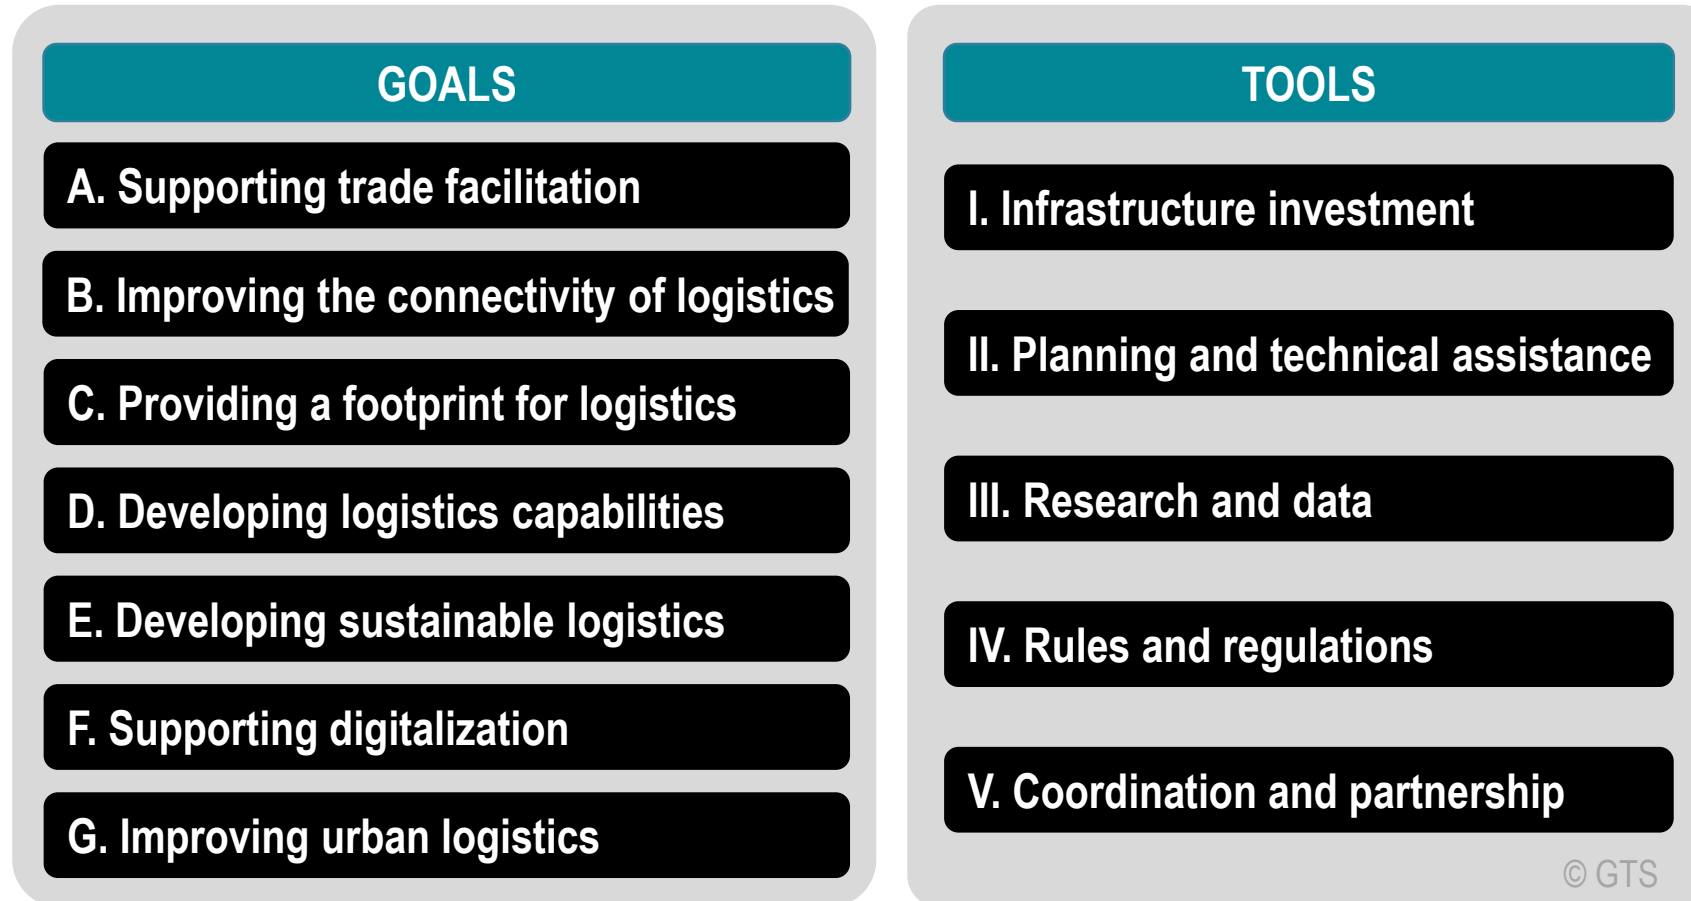 GOALS
A. Supporting trade facilitation
B. Improving the connectivity of logistics
C. Providing a footprint for logistics
D. Developing logistics capabilities
E. Developing sustainable logistics
F. Supporting digitalization
G. Improving urban logistics
TOOLS
I. Infrastructure investment
II. Planning and technical assistance
III. Research and data
IV. Rules and regulations
V. Coordination and partnership
© GTS